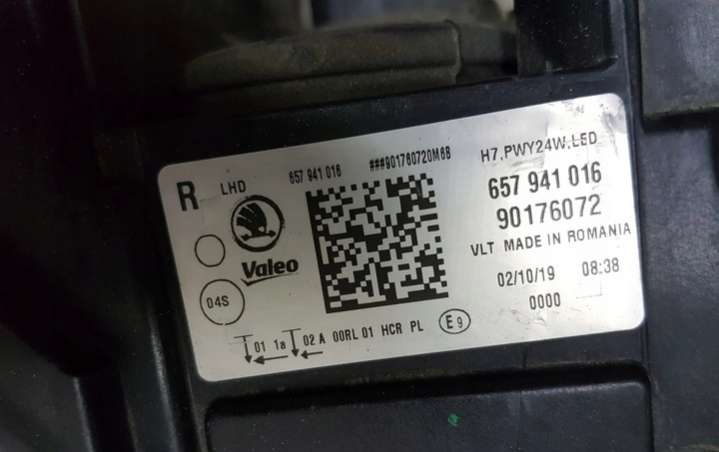 R LHD 657 941 016 ###901760720M6B H7.PWY24W.LED
657 941 016
90176072
Valeo
VLT MADE IN ROMANIA
02/10/19 08:38
04S
0000
01 1a 02 A 00RL 01 HCR PL E9